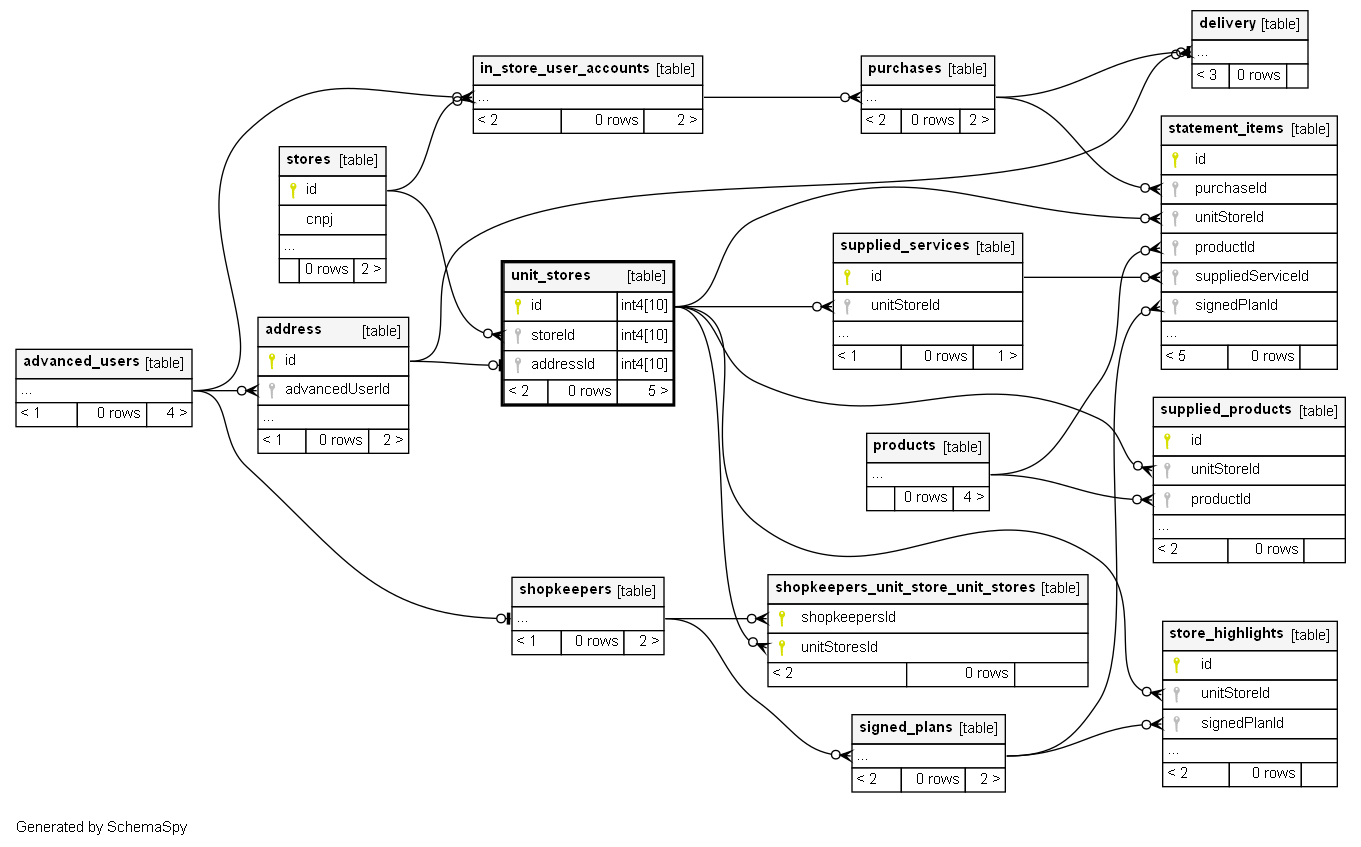 delivery [table]
...
< 3 0 rows
in_store_user_accounts [table]
...
< 2 0 rows 2 >
purchases [table]
...
< 2 0 rows 2 >
statement_items [table]
id
purchaseId
unitStoreId
productId
suppliedServiceId
signedPlanId
...
< 5 0 rows
stores [table]
id
cnpj
...
0 rows 2 >
supplied_services [table]
id
unitStoreId
...
< 1 0 rows 1 >
unit_stores [table]
id int4[10]
storeId int4[10]
addressId int4[10]
< 2 0 rows 5 >
address [table]
id
advancedUserId
...
< 1 0 rows 2 >
advanced_users [table]
...
< 1 0 rows 4 >
supplied_products [table]
id
unitStoreId
productId
...
< 2 0 rows
products [table]
...
0 rows 4 >
shopkeepers [table]
...
< 1 0 rows 2 >
shopkeepers_unit_store_unit_stores [table]
shopkeepersId
unitStoresId
< 2 0 rows
store_highlights [table]
id
unitStoreId
signedPlanId
...
< 2 0 rows
signed_plans [table]
...
< 2 0 rows 2 >
Generated by SchemaSpy